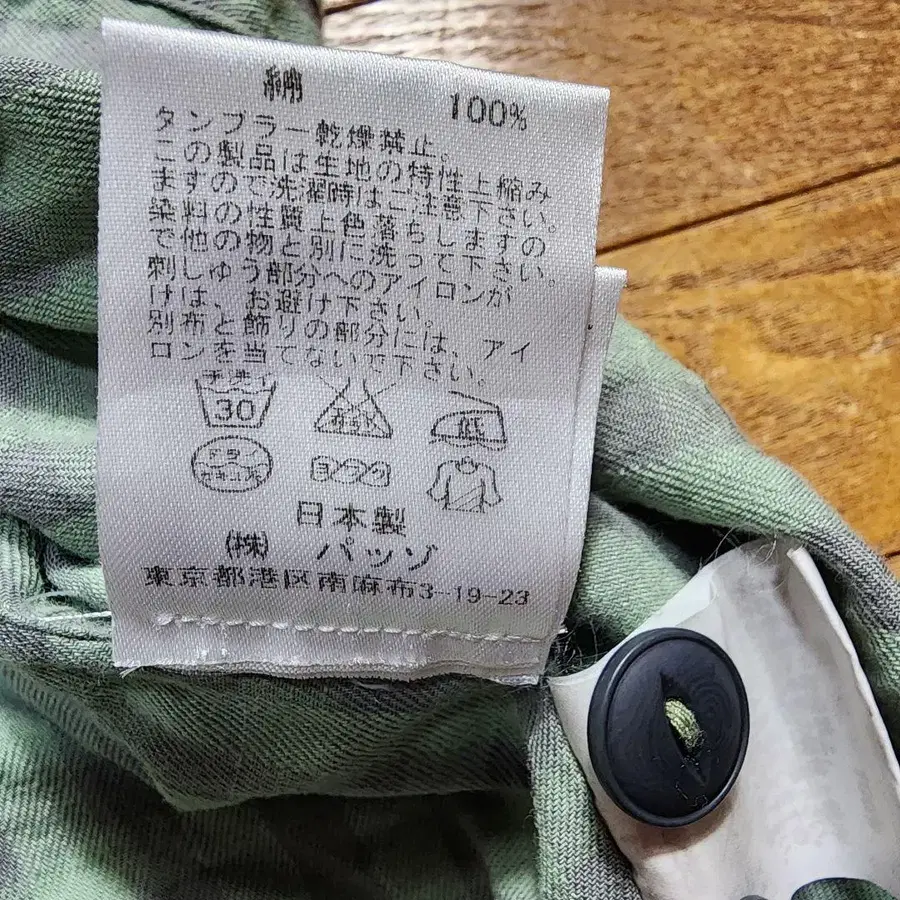 綿 100%
タンブラー乾燥禁止。
この製品は生地の特性上縮み
ますので洗濯時はご注意下さい。
染料の性質上色落ちしますの
で他の物と別に洗って下さい。
刺しゅう部分へのアイロンが
けは、お避け下さい。
別布と飾りの部分には、アイ
ロンを当てないで下さい。
手洗イ
30
低
日本製
(株) パッゾ
東京都港区南麻布3-19-23